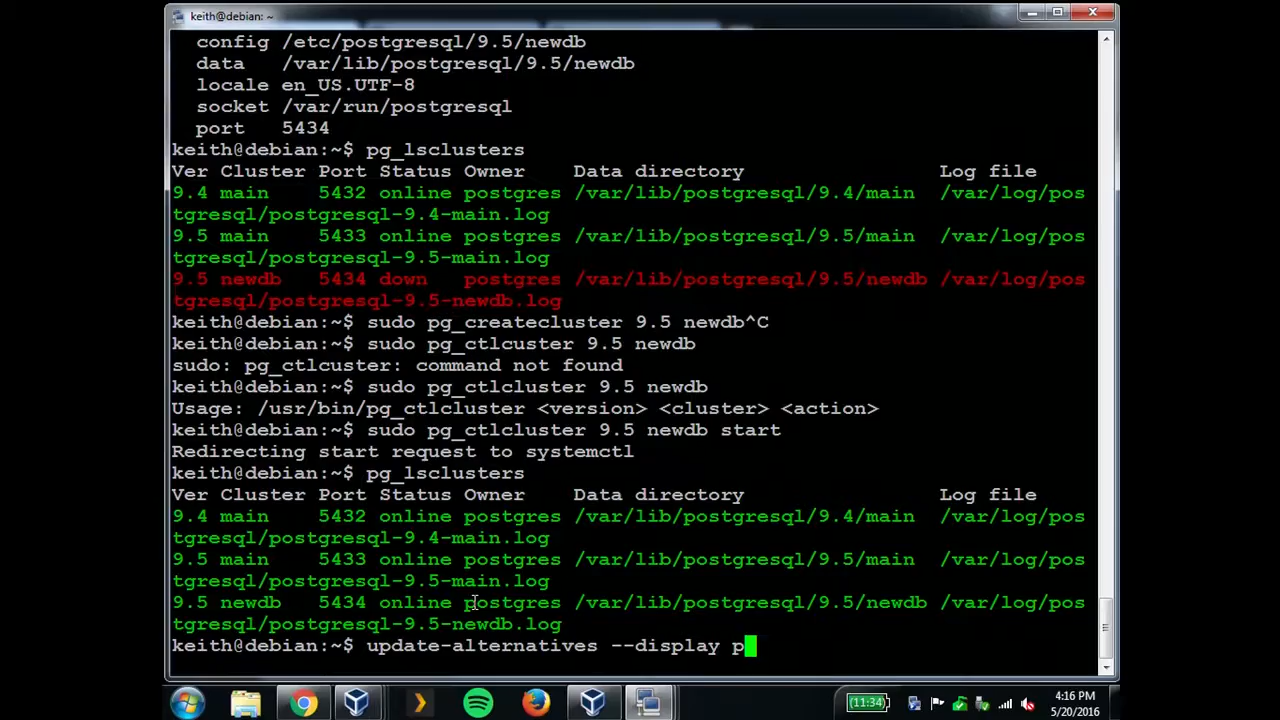 keith@debian: ~
config /etc/postgresql/9.5/newdb
data /var/lib/postgresql/9.5/newdb
locale en_US.UTF-8
socket /var/run/postgresql
port 5434
keith@debian:~$ pg_lsclusters
Ver Cluster Port Status Owner Data directory Log file
9.4 main 5432 online postgres /var/lib/postgresql/9.4/main /var/log/pos
tgresql/postgresql-9.4-main.log
9.5 main 5433 online postgres /var/lib/postgresql/9.5/main /var/log/pos
tgresql/postgresql-9.5-main.log
9.5 newdb 5434 down postgres /var/lib/postgresql/9.5/newdb /var/log/pos
tgresql/postgresql-9.5-newdb.log
keith@debian:~$ sudo pg_createcluster 9.5 newdb^C
keith@debian:~$ sudo pg_ctlcuster 9.5 newdb
sudo: pg_ctlcuster: command not found
keith@debian:~$ sudo pg_ctlcluster 9.5 newdb
Usage: /usr/bin/pg_ctlcluster <version> <cluster> <action>
keith@debian:~$ sudo pg_ctlcluster 9.5 newdb start
Redirecting start request to systemctl
keith@debian:~$ pg_lsclusters
Ver Cluster Port Status Owner Data directory Log file
9.4 main 5432 online postgres /var/lib/postgresql/9.4/main /var/log/pos
tgresql/postgresql-9.4-main.log
9.5 main 5433 online postgres /var/lib/postgresql/9.5/main /var/log/pos
tgresql/postgresql-9.5-main.log
9.5 newdb 5434 online postgres /var/lib/postgresql/9.5/newdb /var/log/pos
tgresql/postgresql-9.5-newdb.log
keith@debian:~$ update-alternatives --display p
(11:34)
4:16 PM
5/20/2016